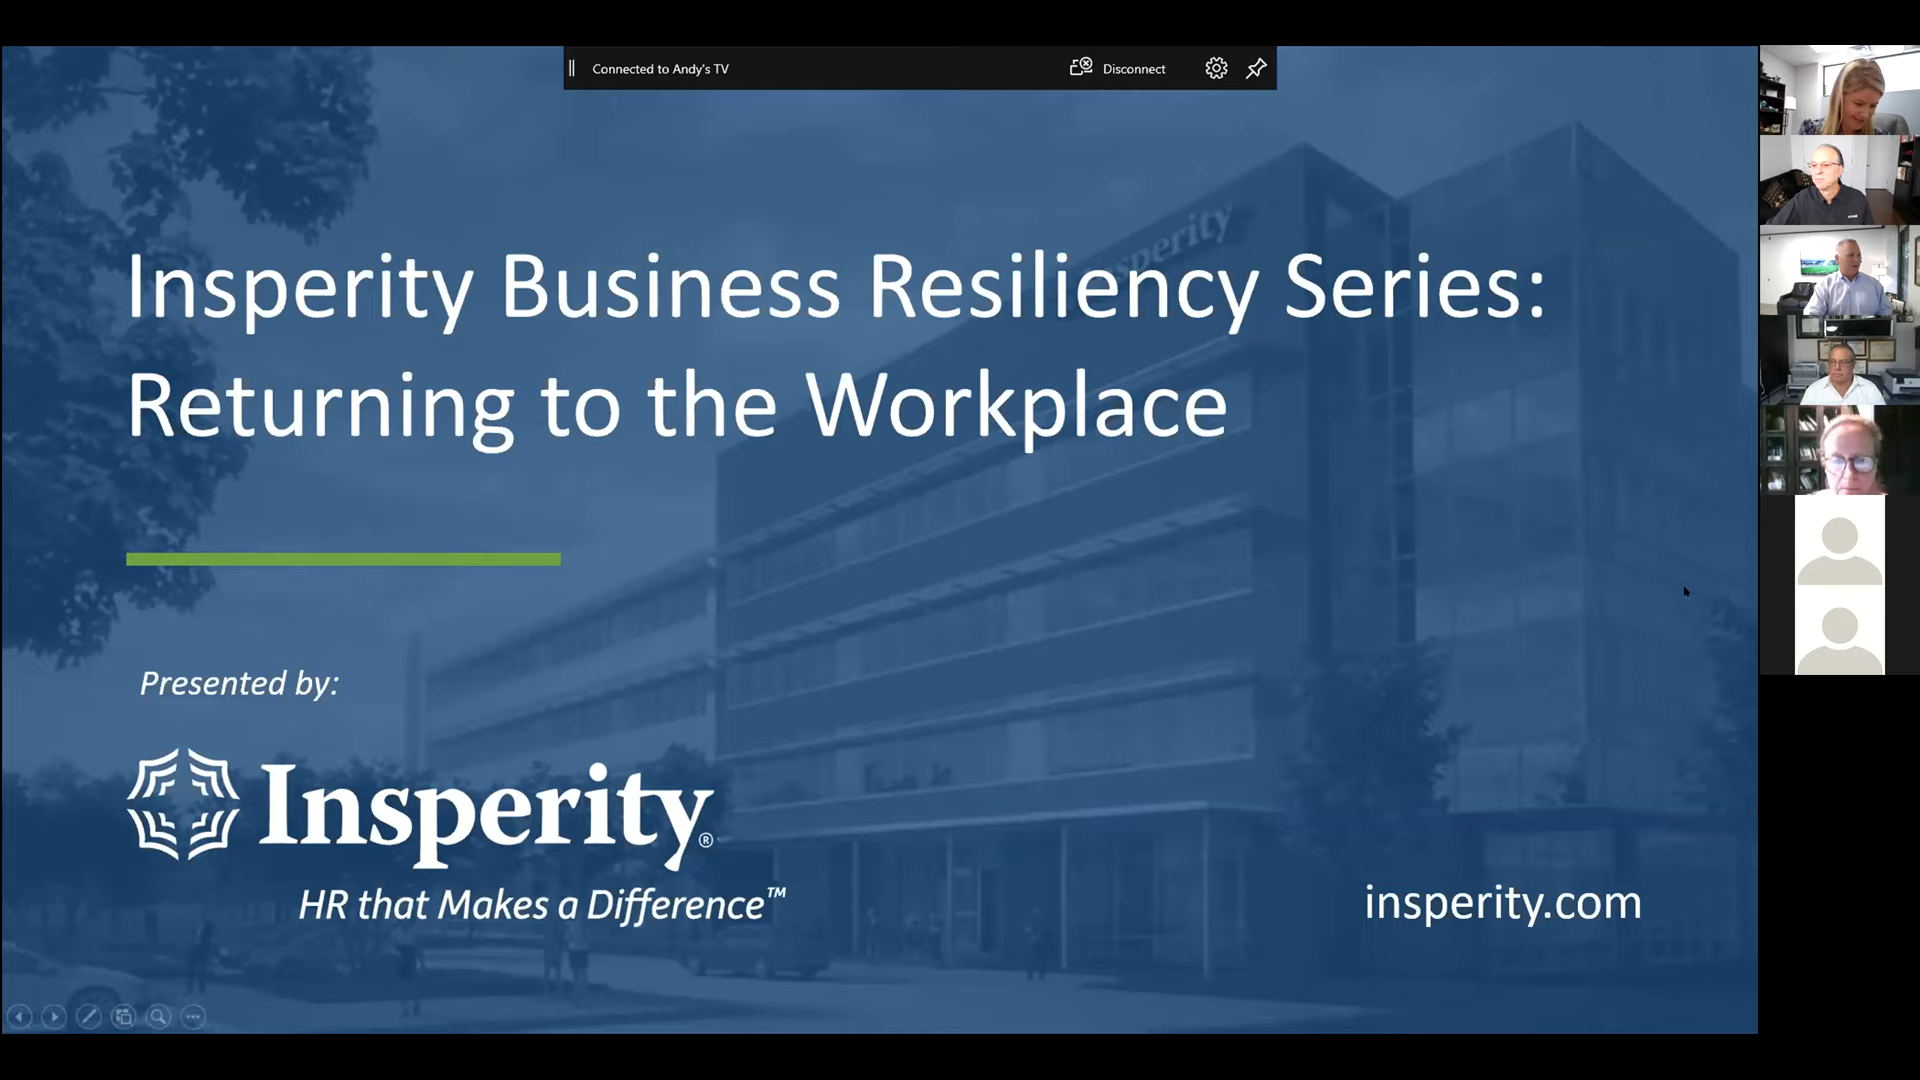 Connected to Andy's TV
Disconnect
Insperity Business Resiliency Series:
Returning to the Workplace
Presented by:
Insperity®
HR that Makes a Difference™
insperity.com